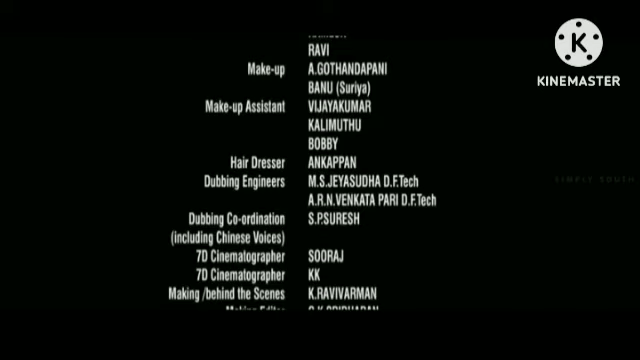 RAVI
Make-up A.GOTHANDAPANI
BANU (Suriya)
Make-up Assistant VIJAYAKUMAR
KALIMUTHU
BOBBY
Hair Dresser ANKAPPAN
Dubbing Engineers M.S.JEYASUDHA D.F.Tech
A.R.N.VENKATA PARI D.F.Tech
Dubbing Co-ordination S.P.SURESH
(including Chinese Voices)
7D Cinematographer SOORAJ
7D Cinematographer KK
Making /behind the Scenes K.RAVIVARMAN
K
KINEMASTER
SIMPLY SOUTH